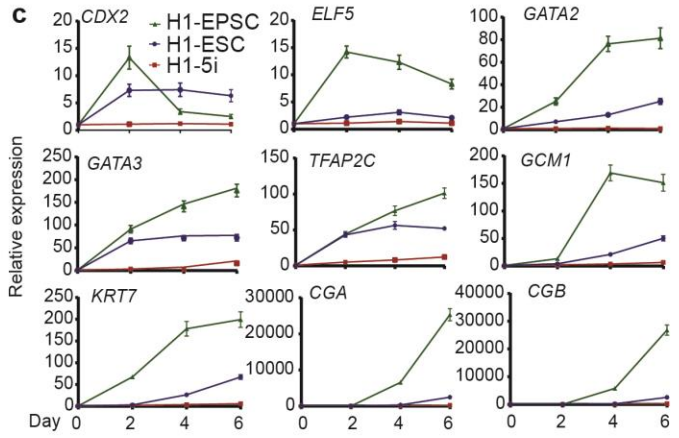 c
CDX2
H1-EPSC
H1-ESC
H1-5i
20
15
10
5
0
ELF5
20
15
10
5
0
GATA2
100
80
60
40
20
0
Relative expression
GATA3
250
200
150
100
50
0
TFAP2C
150
100
50
0
GCM1
200
150
100
50
0
KRT7
250
200
150
100
50
0
CGA
30000
20000
10000
0
CGB
40000
30000
20000
10000
0
Day 0 2 4 6
0 2 4 6
0 2 4 6